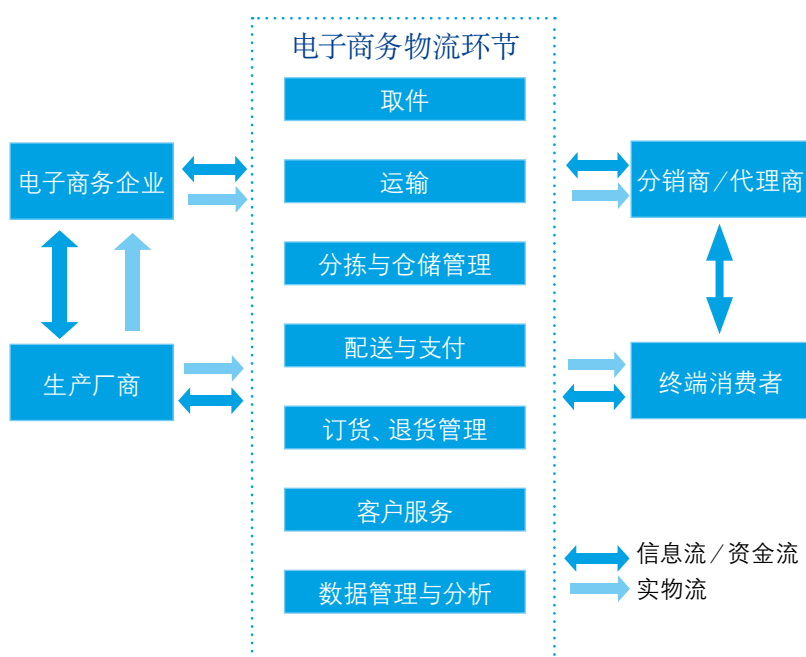 电子商务物流环节
取件
电子商务企业
运输
分销商/代理商
分拣与仓储管理
生产厂商
配送与支付
终端消费者
订货、退货管理
客户服务
信息流/资金流
实物流
数据管理与分析